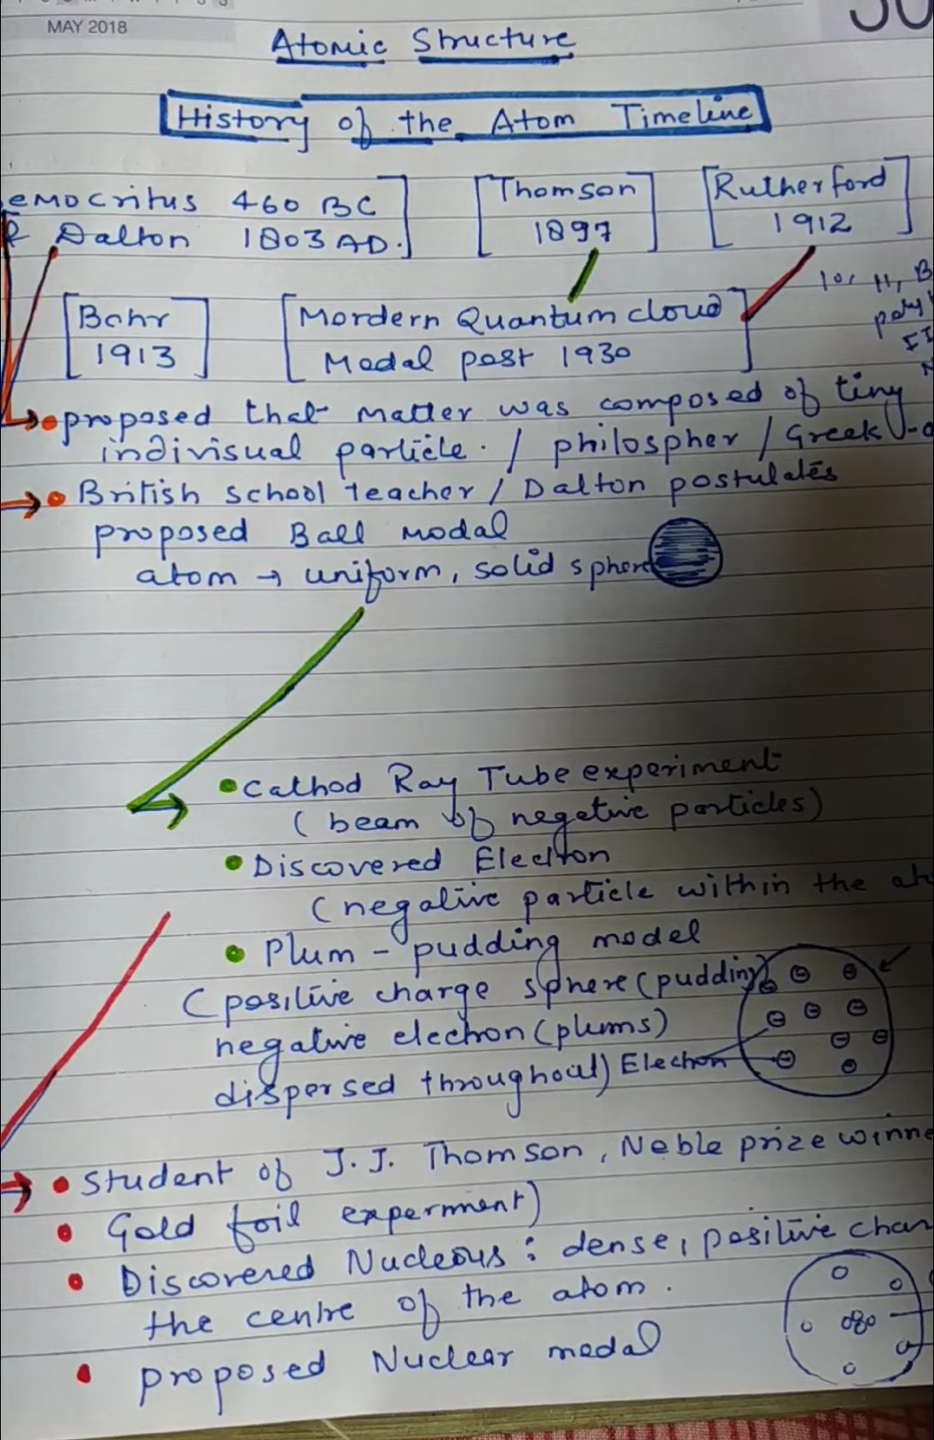 MAY 2018
Atomic Structure
History of the Atom Timeline
emocritus 460 BC
& Dalton 1803 AD.
Thomson
1897
Rutherford
1912
Bohr
1913
Mordern Quantum cloud
Modal post 1930
10, H, B
poly
proposed that matter was composed of tiny
indivisual particle. / philospher / Greek
British school teacher / Dalton postulates
proposed Ball modal
atom → uniform, solid sphere
Cathod Ray Tube experiment
(beam of negative particles)
Discovered Electron
(negative particle within the
Plum - pudding model
(positive charge sphere (pudding)
negative electron (plums)
dispersed throughout)
Electron
Student of J.J. Thomson, Neble prize winne
Gold foil experment)
Discovered Nucleous : dense, positive char
the centre of the atom.
proposed Nuclear medal